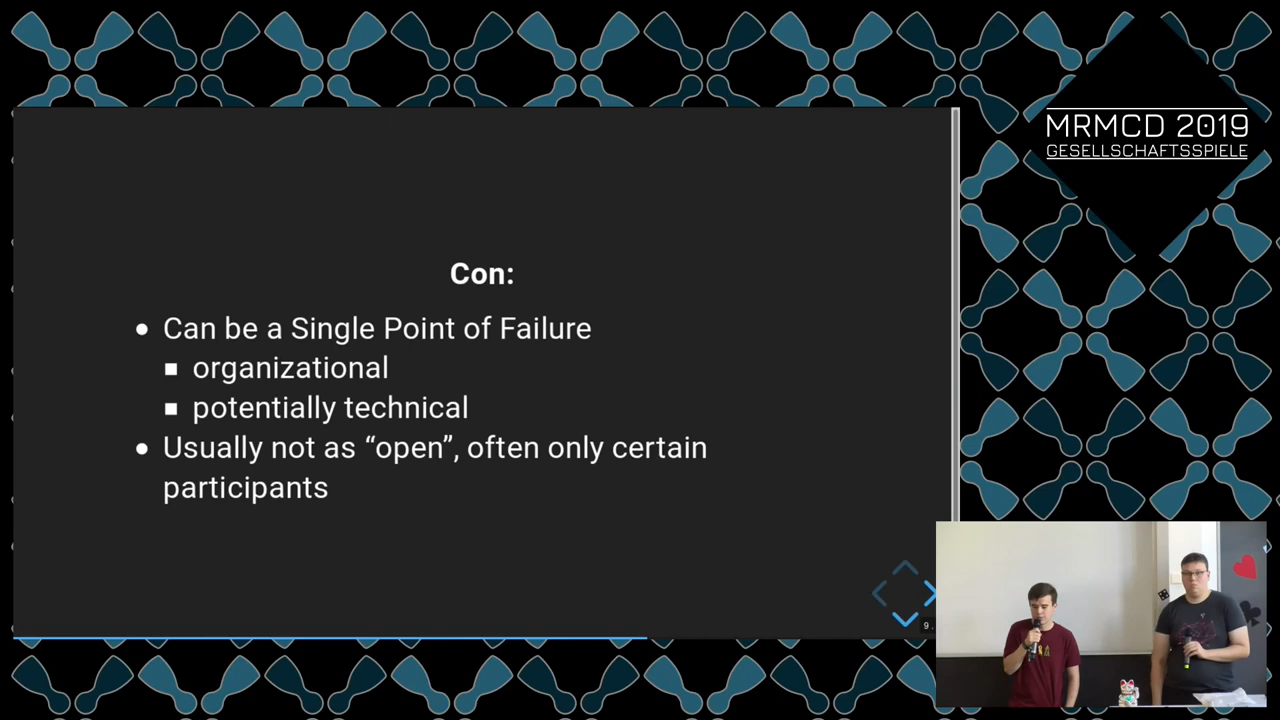 MRMCD 2019
GESELLSCHAFTSSPIELE
Con:
Can be a Single Point of Failure
organizational
potentially technical
Usually not as “open”, often only certain
participants
9.